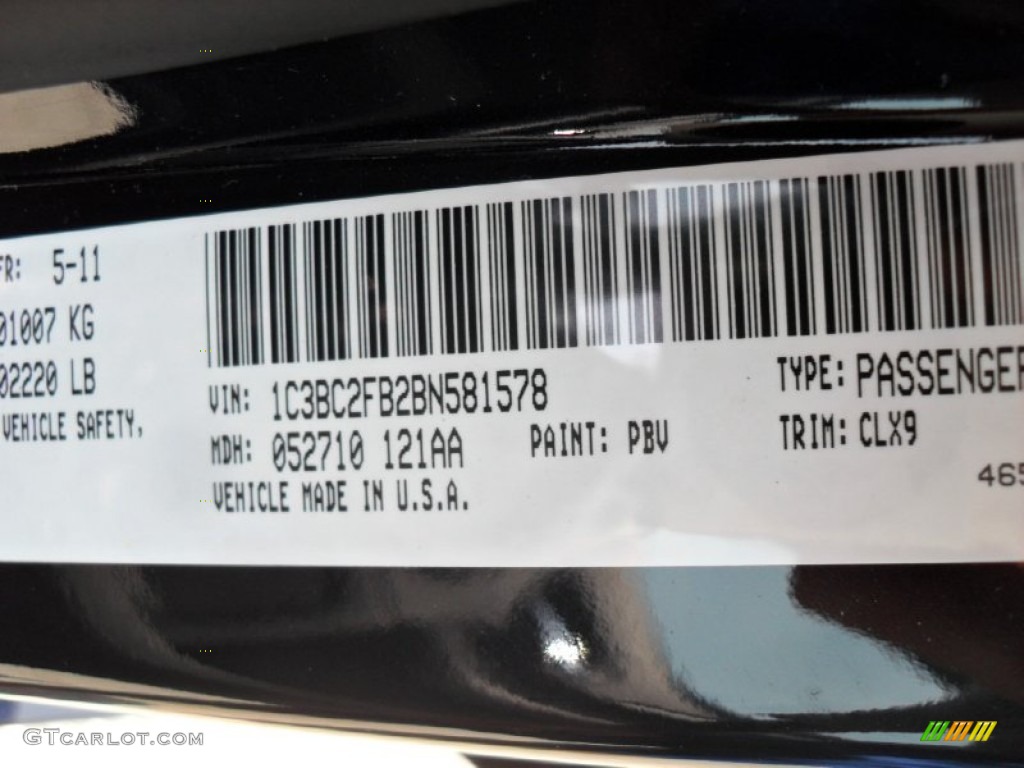 FR: 5-11
01007 KG
02220 LB
VEHICLE SAFETY,
VIN: 1C3BC2FB2BN581578
MDH: 052710 121AA
PAINT: PBV
VEHICLE MADE IN U.S.A.
TYPE: PASSENGER
TRIM: CLX9
465
GTCARLOT.COM